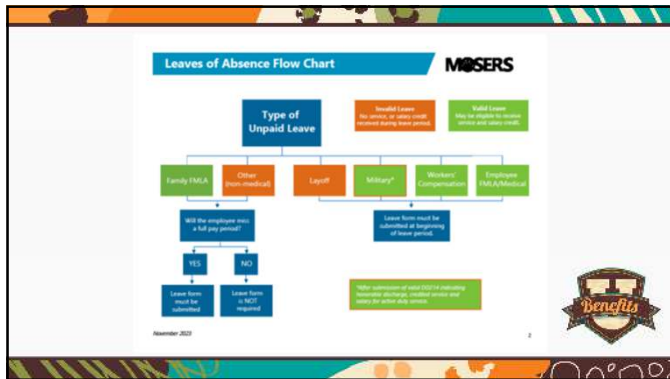 Leaves of Absence Flow Chart
MOSERS
Type of
Unpaid Leave
Invalid Leave
No service, or salary credit
received during leave period.
Valid Leave
May be eligible to receive
service and salary credit.
Family FMLA
Other
(non-medical)
Layoff
Military*
Workers'
Compensation
Employee
FMLA/Medical
Will the employee miss
a full pay period?
Leave form must be
submitted at beginning
of leave period.
YES
NO
Leave form
must be
submitted
Leave form
is NOT
required
*After submission of valid DD214 indicating
honorable discharge, credited service and
salary for active duty service.
Benefits
November 2023